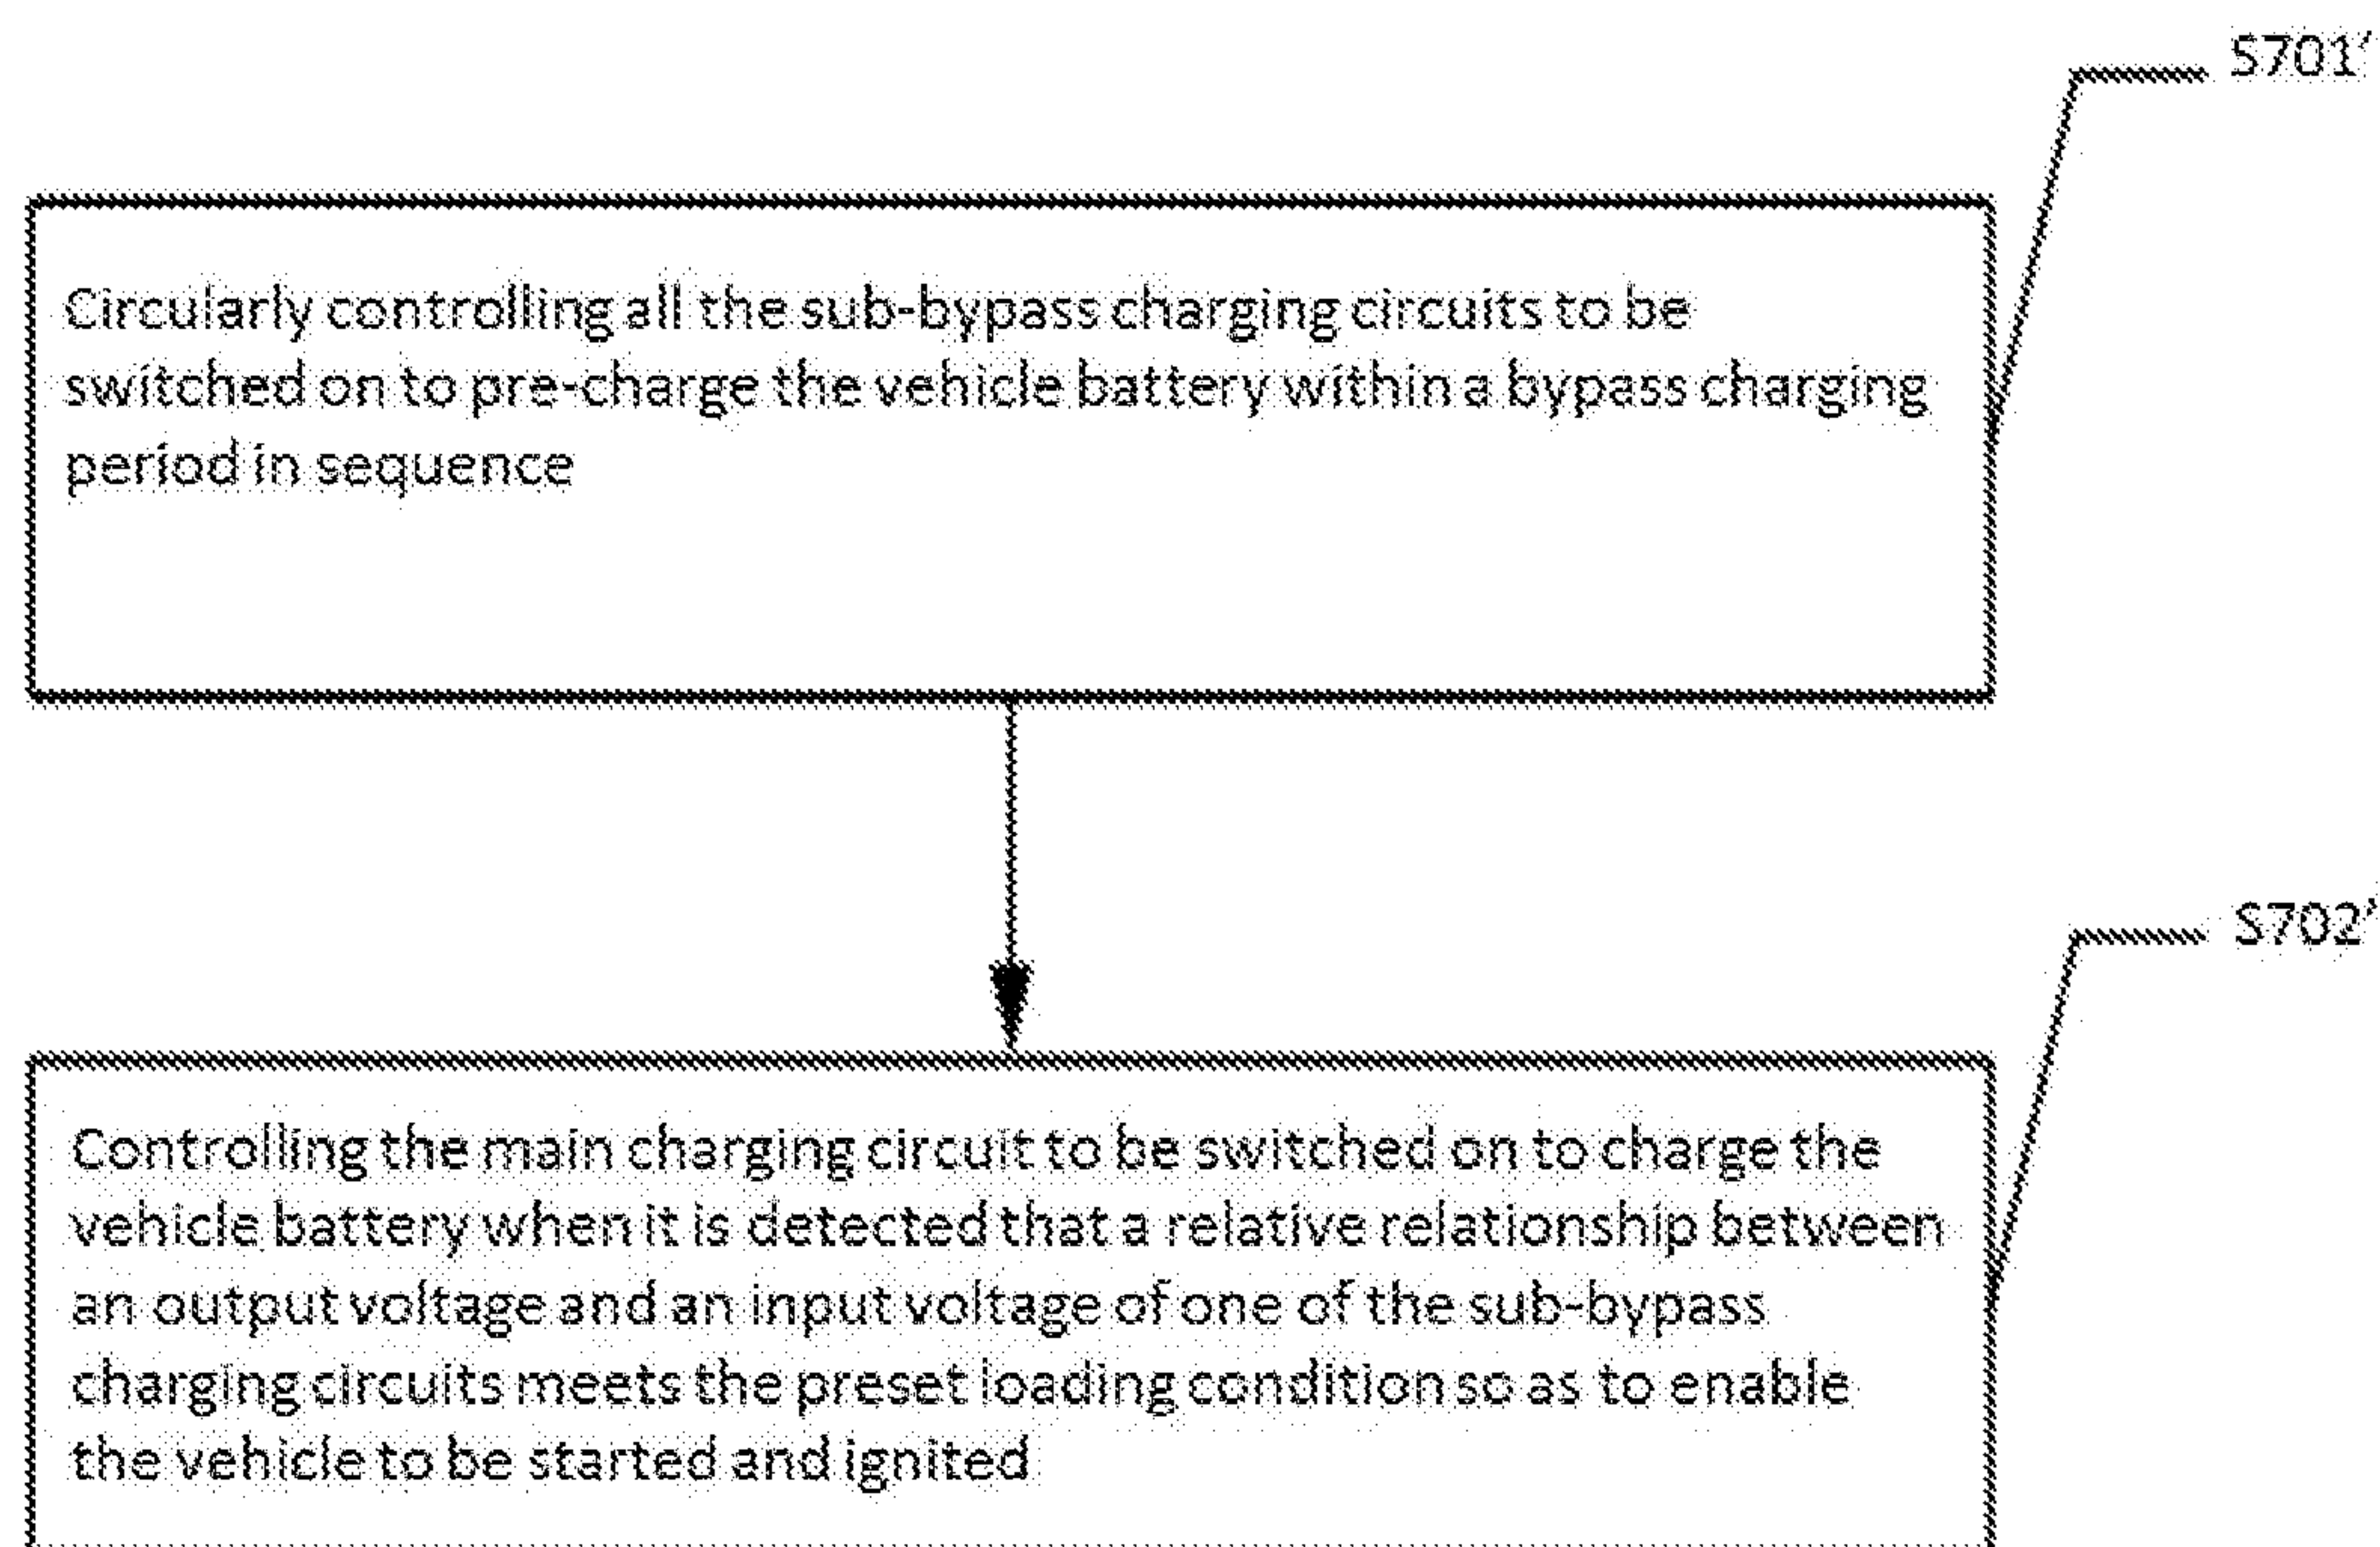 S701'
Circularly controlling all the sub-bypass charging circuits to be
switched on to pre-charge the vehicle battery within a bypass charging
period in sequence
S702'
Controlling the main charging circuit to be switched on to charge the
vehicle battery when it is detected that a relative relationship between
an output voltage and an input voltage of one of the sub-bypass
charging circuits meets the preset loading condition so as to enable
the vehicle to be started and ignited